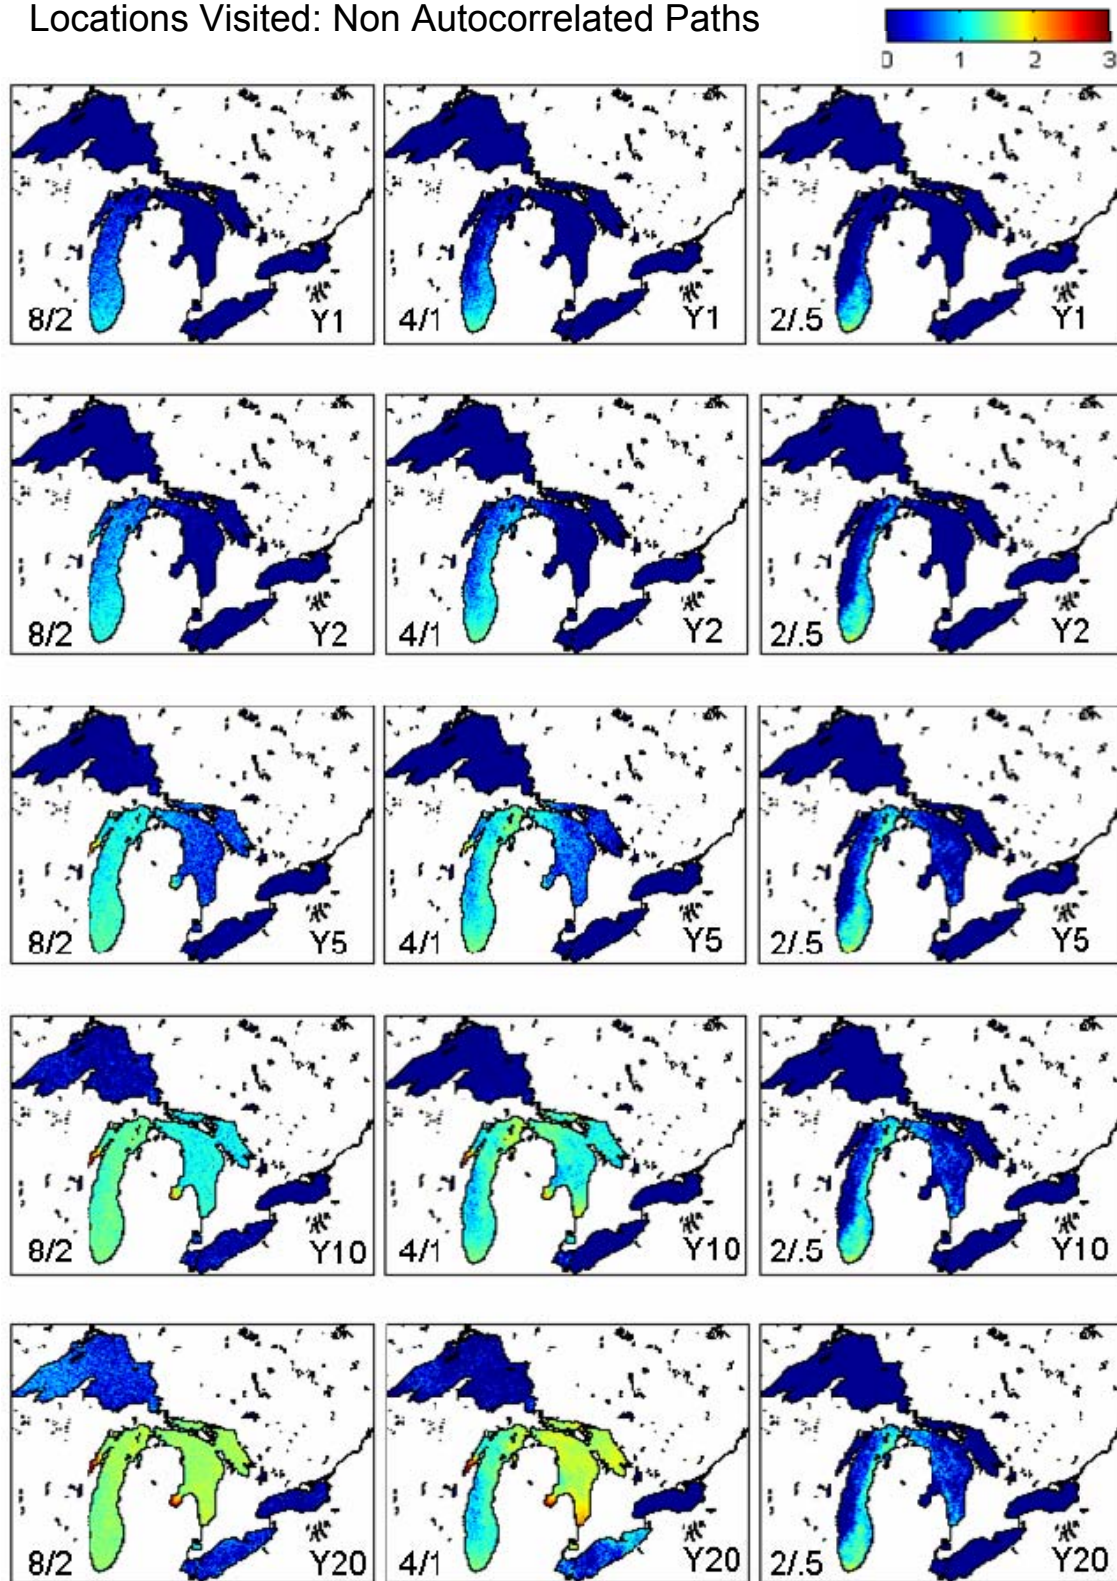 Locations Visited: Non Autocorrelated Paths
0 1 2 3
8/2 Y1
4/1 Y1
2/.5 Y1
8/2 Y2
4/1 Y2
2/.5 Y2
8/2 Y5
4/1 Y5
2/.5 Y5
8/2 Y10
4/1 Y10
2/.5 Y10
8/2 Y20
4/1 Y20
2/.5 Y20